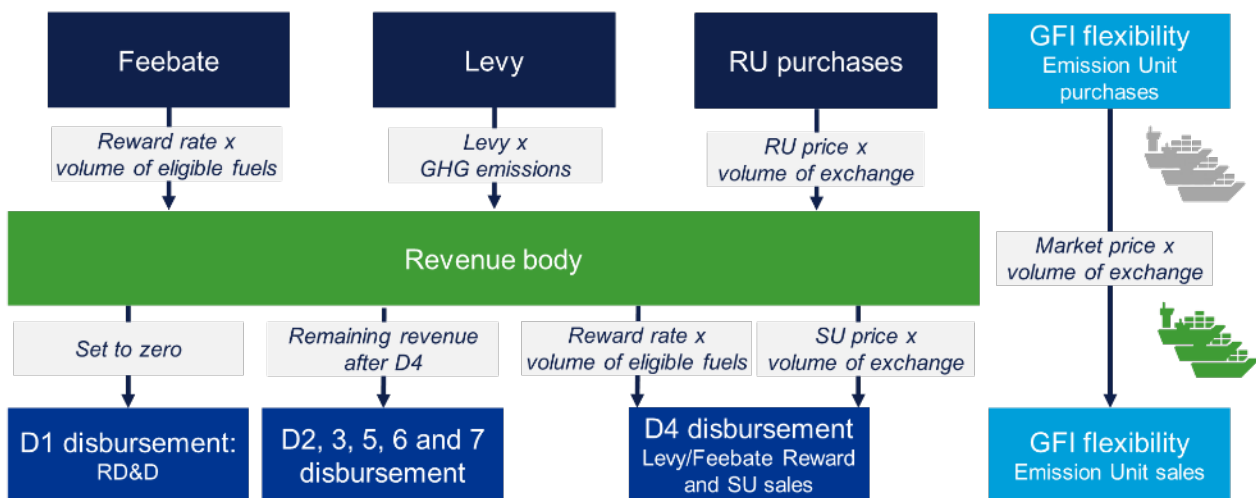 Feebate
Levy
RU purchases
GFI flexibility
Emission Unit
purchases
Reward rate x
volume of eligible fuels
Levy x
GHG emissions
RU price x
volume of exchange
Revenue body
Market price x
volume of exchange
Set to zero
Remaining revenue
after D4
Reward rate x
volume of eligible fuels
SU price x
volume of exchange
D1 disbursement:
RD&D
D2, 3, 5, 6 and 7
disbursement
D4 disbursement
Levy/Feebate Reward
and SU sales
GFI flexibility
Emission Unit sales